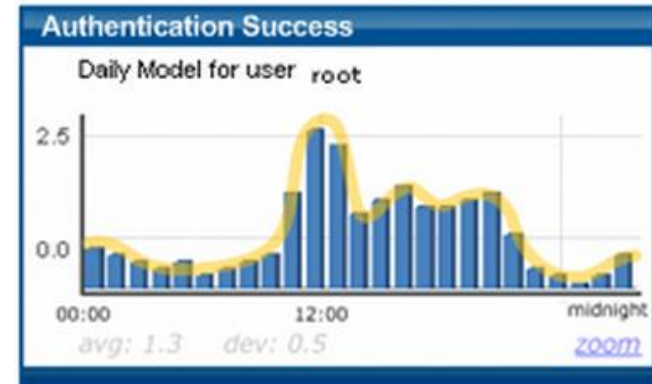 Authentication Success
Daily Model for user root
2.5
0.0
00:00 12:00 midnight
avg: 1.3 dev: 0.5 zoom